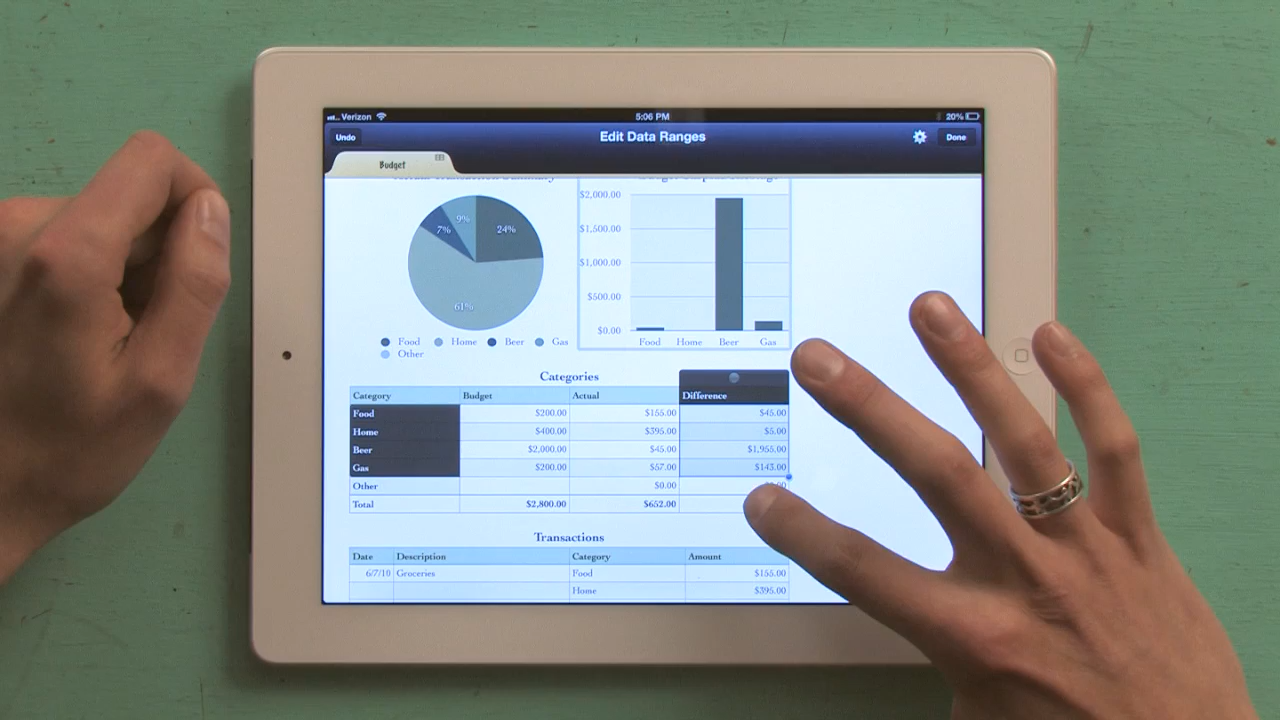 Verizon 5:06 PM 20%
Undo Edit Data Ranges Done
Budget
$2,000.00
$1,500.00
$1,000.00
$500.00
$0.00
Food Home Beer Gas
9%
7% 24%
61%
Food Home Beer Gas
Other
Categories
Category Budget Actual Difference
Food $200.00 $155.00 $45.00
Home $400.00 $395.00 $5.00
Beer $2,000.00 $45.00 $1,955.00
Gas $200.00 $57.00 $143.00
Other $0.00
Total $2,800.00 $652.00
Transactions
Date Description Category Amount
6/7/10 Groceries Food $155.00
Home $395.00